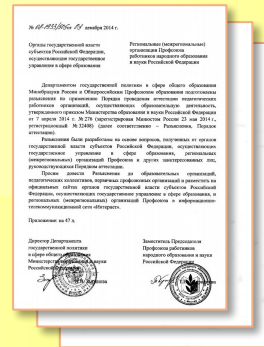 декабря 2014 г.
Органы государственной власти
субъектов Российской Федерации,
осуществляющие государственное
управление в сфере образования
Региональные (межрегиональные)
организации Профсоюза
работников народного образования
и науки Российской Федерации
Департаментом государственной политики в сфере общего образования
Минобрнауки России и Общероссийским Профсоюзом образования подготовлены
разъяснения по применению Порядка проведения аттестации педагогических
работников организаций, осуществляющих образовательную деятельность,
утвержденного приказом Министерства образования и науки Российской Федерации
от 7 апреля 2014 г. № 276 (зарегистрирован Минюстом России 23 мая 2014 г.,
регистрационный № 32408) (далее соответственно – Разъяснения, Порядок
аттестации).
Разъяснения были разработаны на основе вопросов, полученных от органов
государственной власти субъектов Российской Федерации, осуществляющих
государственное управление в сфере образования, региональных
(межрегиональных) организаций Профсоюза и других заинтересованных лиц,
руководствующихся Порядком аттестации.
Просим довести Разъяснения до образовательных организаций,
педагогических коллективов, первичных профсоюзных организаций и разместить на
официальных сайтах органов государственной власти субъектов Российской
Федерации, осуществляющих государственное управление в сфере образования, и
региональных (межрегиональных) организаций Профсоюза в информационно-
телекоммуникационной сети «Интернет».
Приложение: на 47 л.
Директор Департамента
государственной политики
в сфере общего образования
Министерства образования и науки
Российской Федерации
Заместитель Председателя
Профсоюза работников
народного образования и науки
Российской Федерации